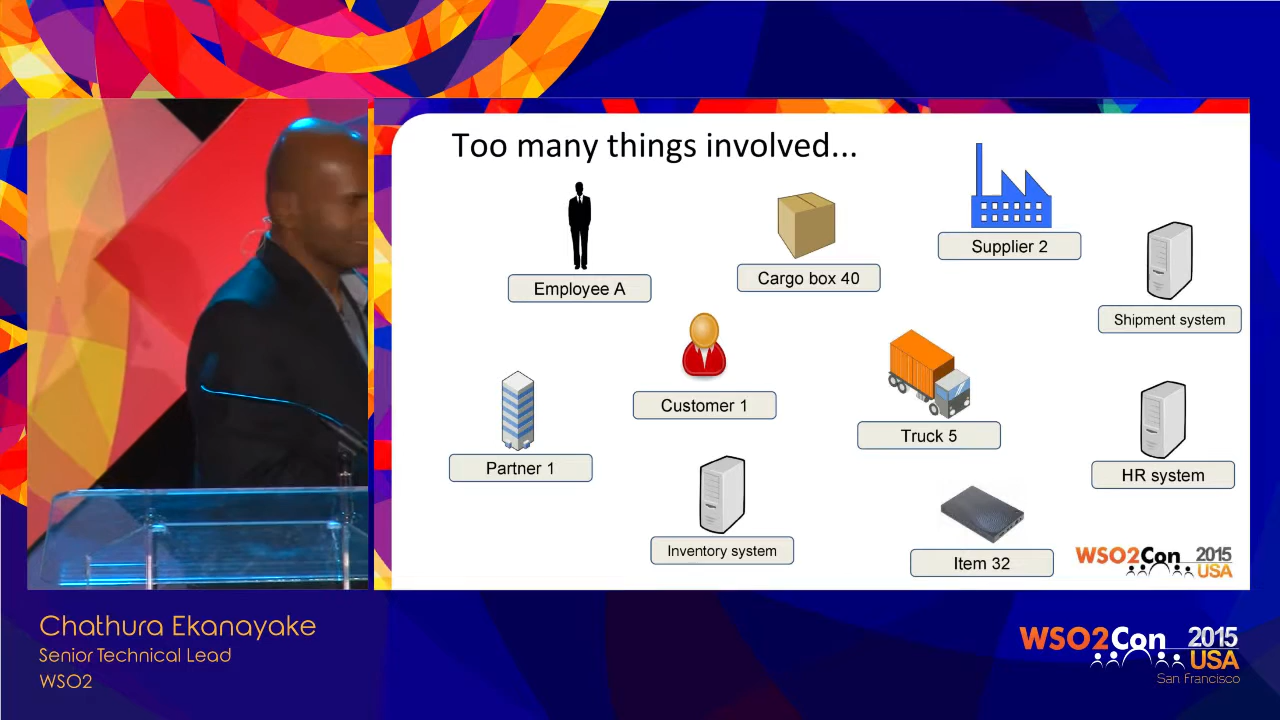 Too many things involved...
Employee A
Cargo box 40
Supplier 2
Shipment system
Customer 1
Truck 5
Partner 1
HR system
Inventory system
Item 32
WSO2Con 2015
USA
Chathura Ekanayake
Senior Technical Lead
WSO2
WSO2Con 2015
USA
San Francisco